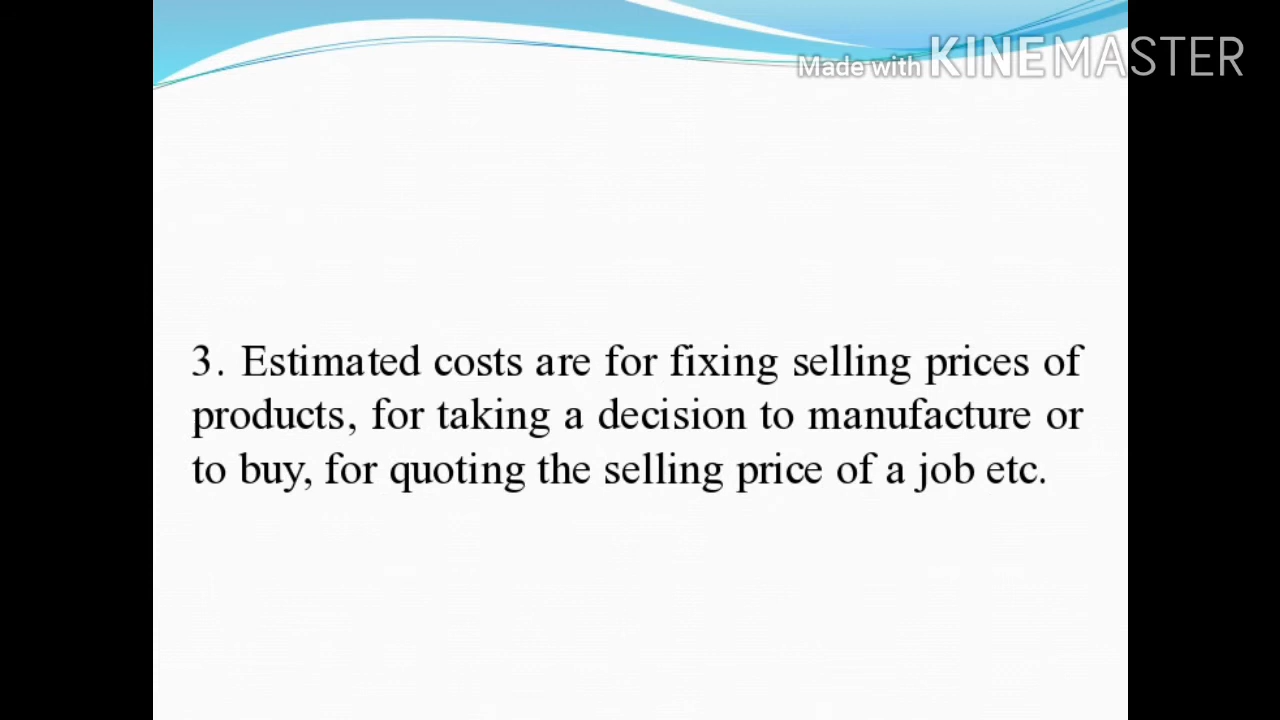 Made with KINEMASTER
3. Estimated costs are for fixing selling prices of
products, for taking a decision to manufacture or
to buy, for quoting the selling price of a job etc.